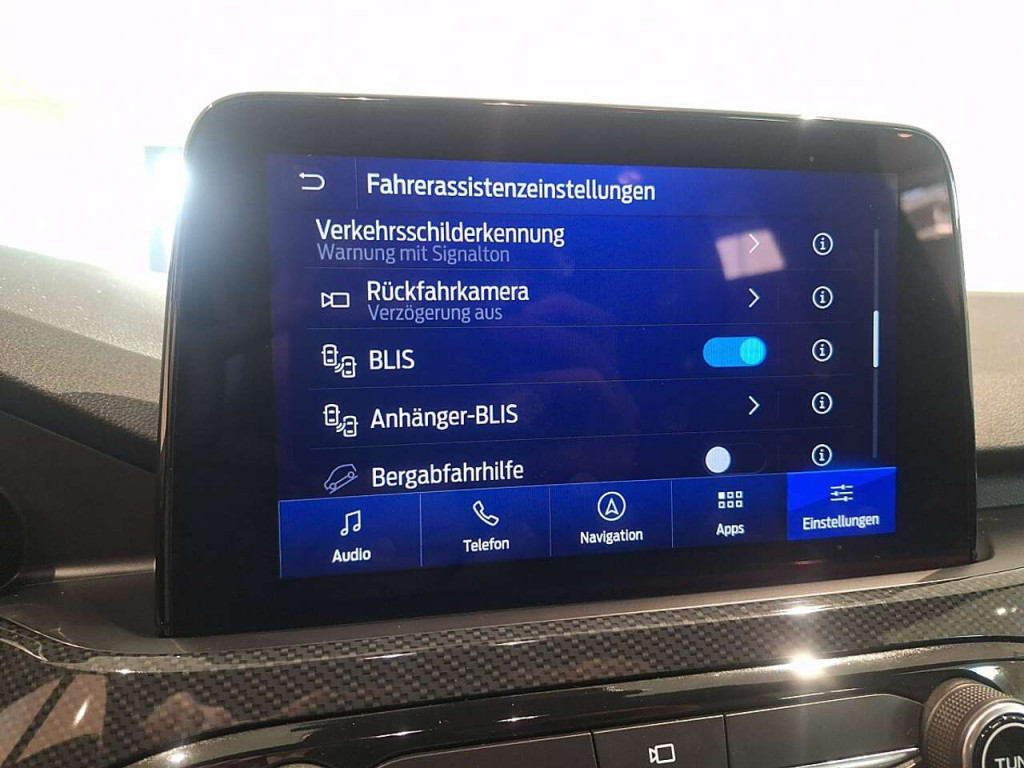 Fahrerassistenzeinstellungen
Verkehrsschilderkennung
Warnung mit Signalton
Rückfahrkamera
Verzögerung aus
BLIS
Anhänger-BLIS
Bergabfahrhilfe
Audio
Telefon
Navigation
Apps
Einstellungen